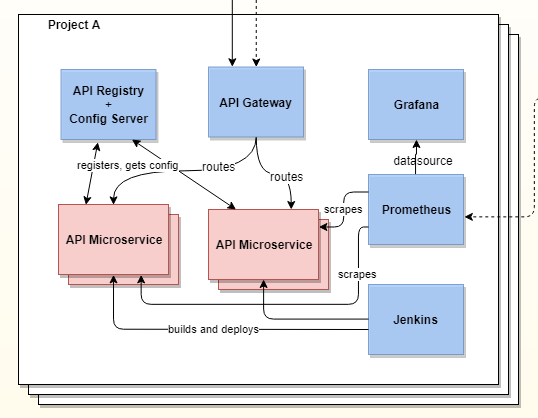 Project A
API Registry
+
Config Server
API Gateway
Grafana
registers, gets config
routes
routes
datasource
API Microservice
API Microservice
scrapes
Prometheus
scrapes
builds and deploys
Jenkins